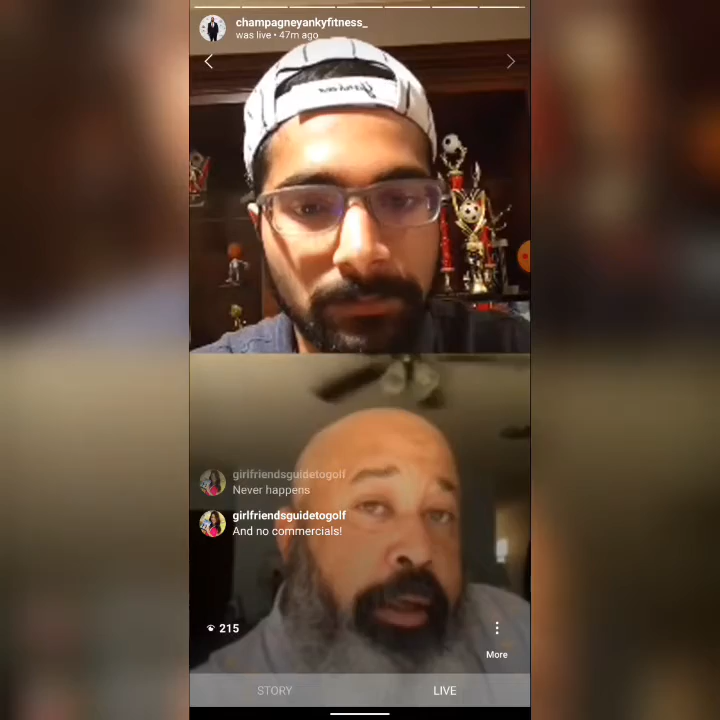 champagneyankyfitness_
was live • 47m ago
girlfriendsguidetogolf
Never happens
girlfriendsguidetogolf
And no commercials!
215
More
STORY
LIVE